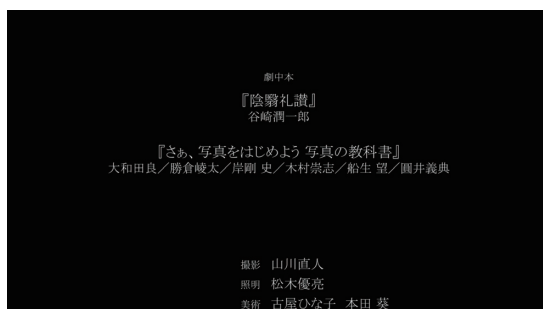 劇中本
『陰翳礼讃』
谷崎潤一郎
『さぁ、写真をはじめよう 写真の教科書』
大和田良／勝倉崚太／岸剛史／木村崇志／船生望／圓井義典
撮影 山川直人
照明 松木優亮
美術 古屋ひな子 本田 葵